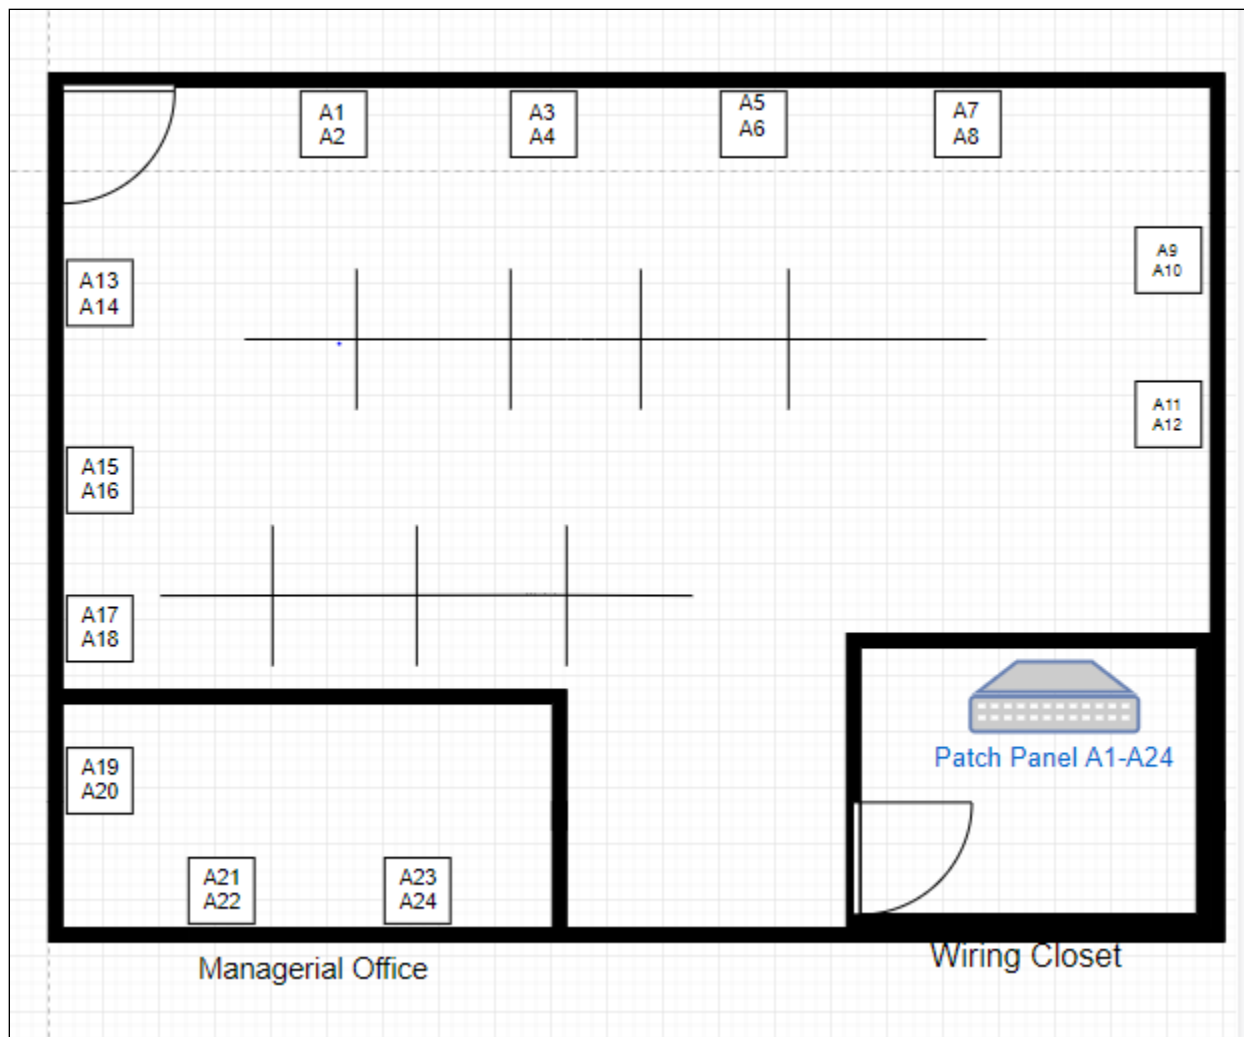 A1
A2
A3
A4
A5
A6
A7
A8
A9
A10
A13
A14
A11
A12
A15
A16
A17
A18
Patch Panel A1-A24
A19
A20
A21
A22
A23
A24
Managerial Office
Wiring Closet